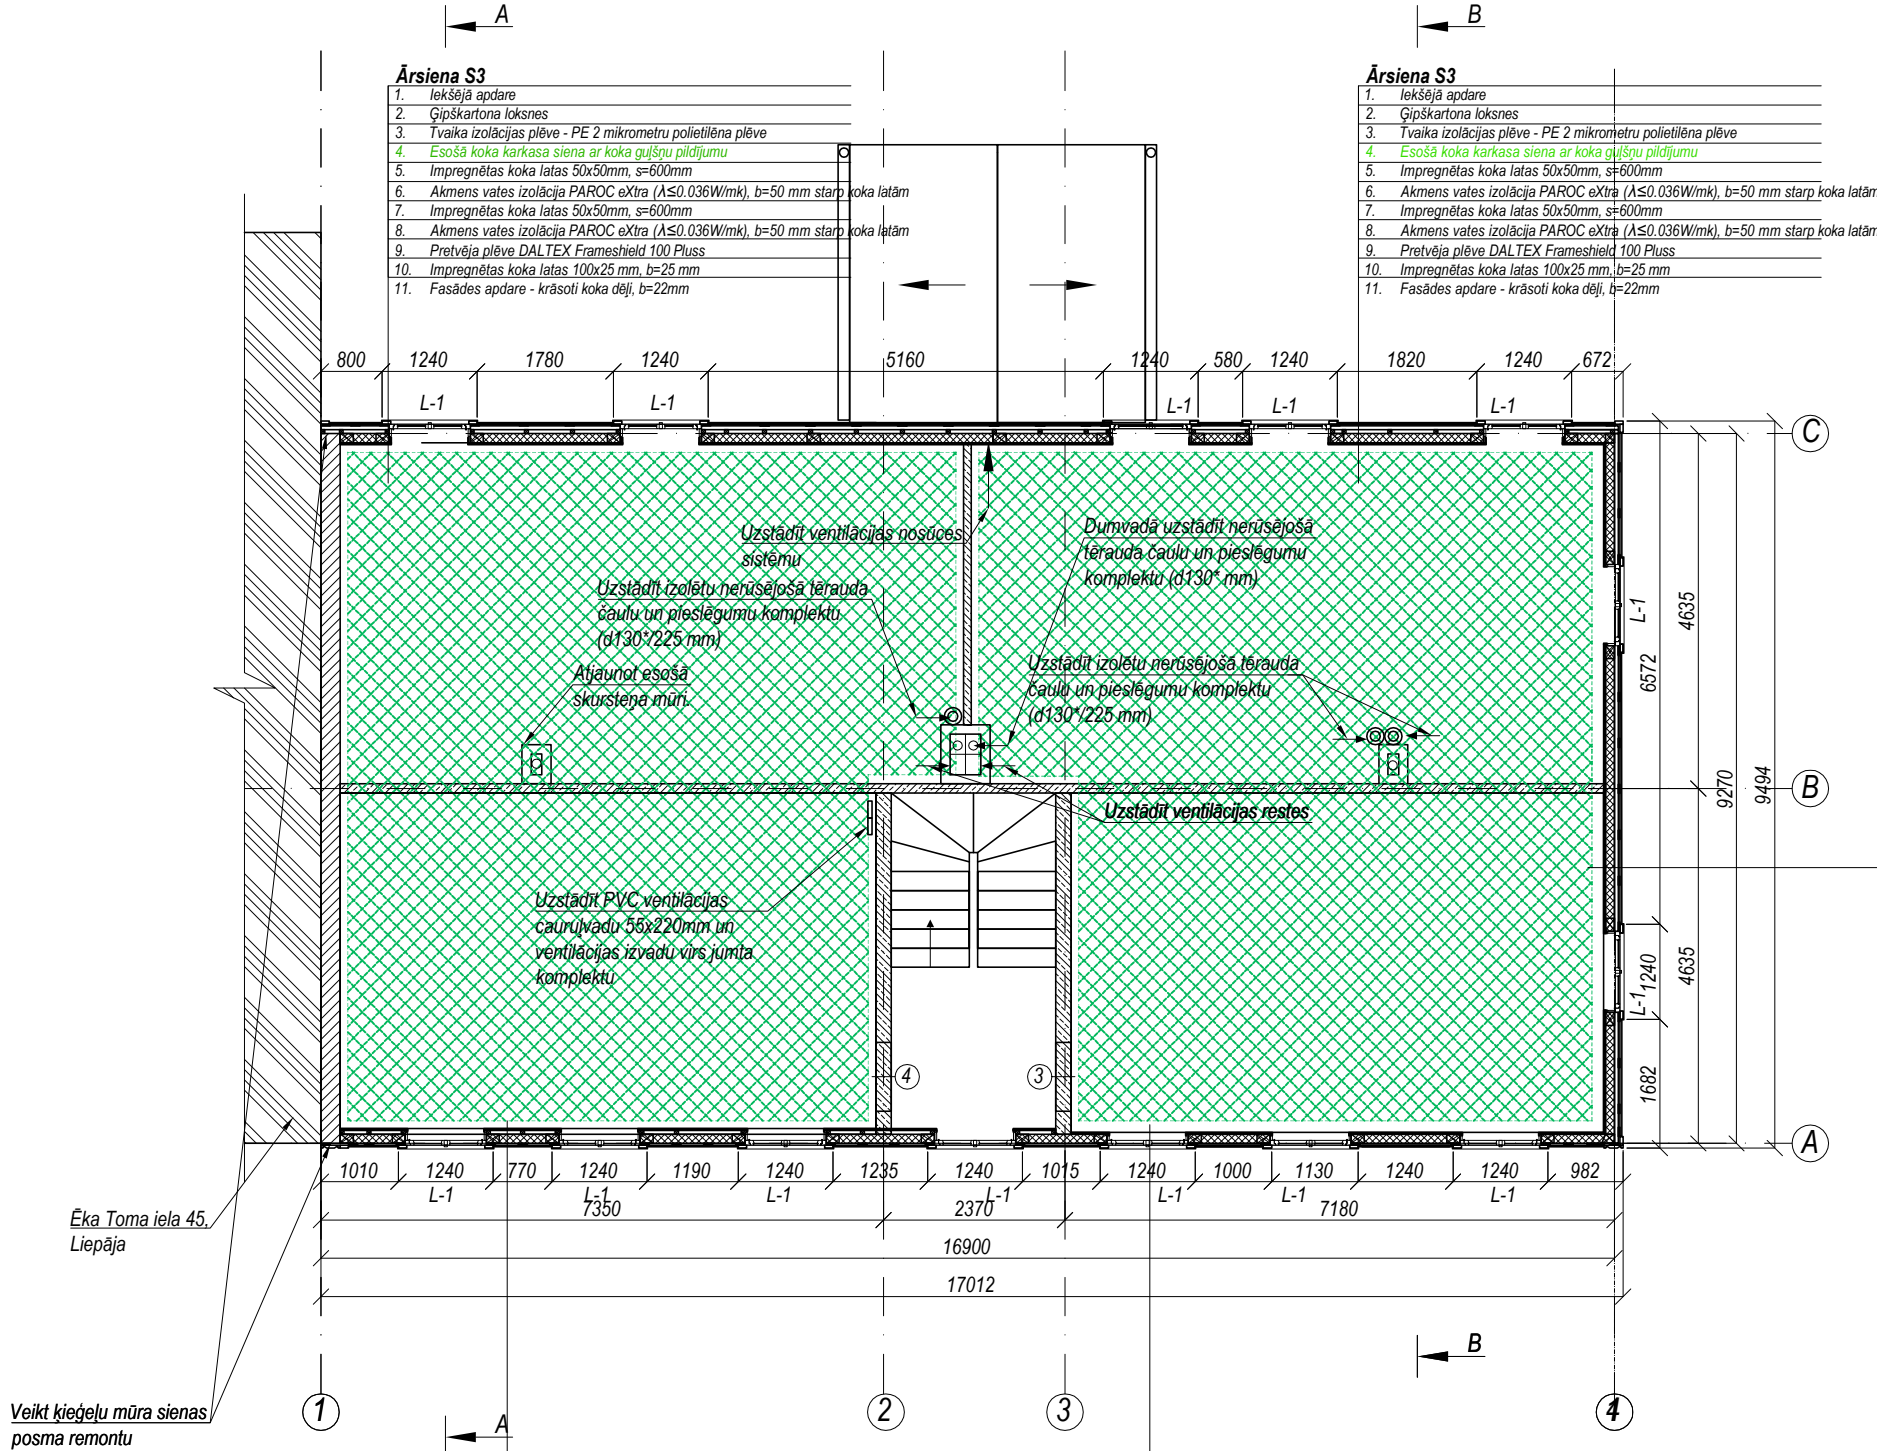 A
B
Ārsiena S3
1. Iekšējā apdare
2. Ģipškartona loksnes
3. Tvaika izolācijas plēve - PE 2 mikrometru polietilēna plēve
4. Esošā koka karkasa siena ar koka guļšņu pildījumu
5. Impregnētas koka latas 50x50mm, s=600mm
6. Akmens vates izolācija PAROC eXtra (λ≤0.036W/mk), b=50 mm starp koka latām
7. Impregnētas koka latas 50x50mm, s=600mm
8. Akmens vates izolācija PAROC eXtra (λ≤0.036W/mk), b=50 mm starp koka latām
9. Pretvēja plēve DALTEX Frameshield 100 Pluss
10. Impregnētas koka latas 100x25 mm, b=25 mm
11. Fasādes apdare - krāsoti koka dēļi, b=22mm
Ārsiena S3
1. Iekšējā apdare
2. Ģipškartona loksnes
3. Tvaika izolācijas plēve - PE 2 mikrometru polietilēna plēve
4. Esošā koka karkasa siena ar koka guļšņu pildījumu
5. Impregnētas koka latas 50x50mm, s=600mm
6. Akmens vates izolācija PAROC eXtra (λ≤0.036W/mk), b=50 mm starp koka latām
7. Impregnētas koka latas 50x50mm, s=600mm
8. Akmens vates izolācija PAROC eXtra (λ≤0.036W/mk), b=50 mm starp koka latām
9. Pretvēja plēve DALTEX Frameshield 100 Pluss
10. Impregnētas koka latas 100x25 mm, b=25 mm
11. Fasādes apdare - krāsoti koka dēļi, b=22mm
800 1240 1780 1240 5160 1240 580 1240 1820 1240 672
L-1 L-1 L-1 L-1 L-1
C
Uzstādīt ventilācijas nosūces
sistēmu
Dumvadā uzstādīt nerūsējošā
tērauda čaulu un pieslēgumu
komplektu (d130* mm)
Uzstādīt izolētu nerūsējošā tērauda
čaulu un pieslēgumu komplektu
(d130*/225 mm)
Atjaunot esošā
skursteņa mūri.
Uzstādīt izolētu nerūsējošā tērauda
čaulu un pieslēgumu komplektu
(d130*/225 mm)
L-1
4635
6572
9270
9494
B
Uzstādīt ventilācijas restes
Uzstādīt PVC ventilācijas
cauruļvadu 55x220mm un
ventilācijas izvadu virs jumta
komplektu
L-1
1240
4635
1682
4
3
A
1010 1240 770 1240 1190 1240 1235 1240 1015 1240 1000 1130 1240 1240 982
L-1 L-1 L-1 L-1 L-1 L-1 L-1
7350 2370 7180
16900
17012
Ēka Toma iela 45,
Liepāja
B
Veikt ķieģeļu mūra sienas
posma remontu
1 2 3 4
A